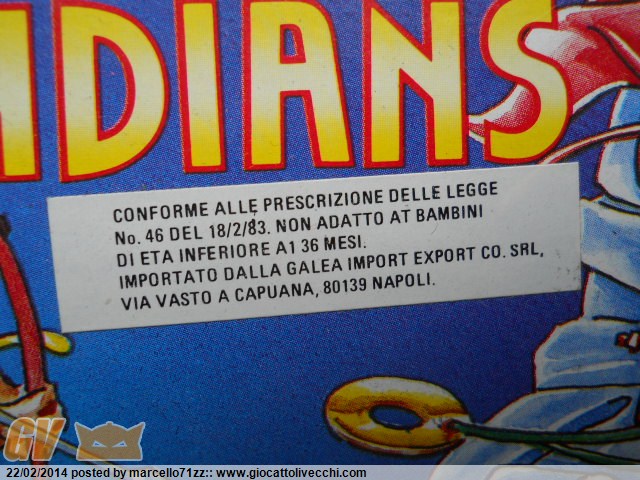 DIANS
CONFORME ALLE PRESCRIZIONE DELLE LEGGE
No. 46 DEL 18/2/83. NON ADATTO AT BAMBINI
DI ETA INFERIORE A1 36 MESI.
IMPORTATO DALLA GALEA IMPORT EXPORT CO. SRL,
VIA VASTO A CAPUANA, 80139 NAPOLI.
GV
22/02/2014 posted by marcello71zz:: www.giocattolivecchi.com